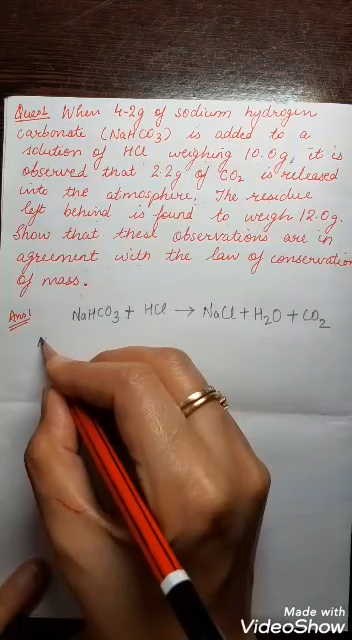 Ques! When 4.2g of sodium hydrogen
carbonate (NaHCO3) is added to a
solution of HCl weighing 10.0g, it is
observed that 2.2g of CO2 is released
into the atmosphere. The residue
left behind is found to weigh 12.0g.
Show that these observations are in
agreement with the law of conservation
of mass.
Ans! NaHCO3 + HCl → NaCl + H2O + CO2
Made with
VideoShow